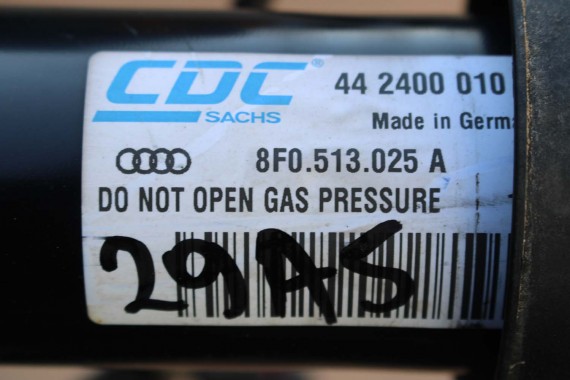 CDC® 44 2400 010
SACHS
Made in Germ
8F0.513.025 A
DO NOT OPEN GAS PRESSURE
29AS